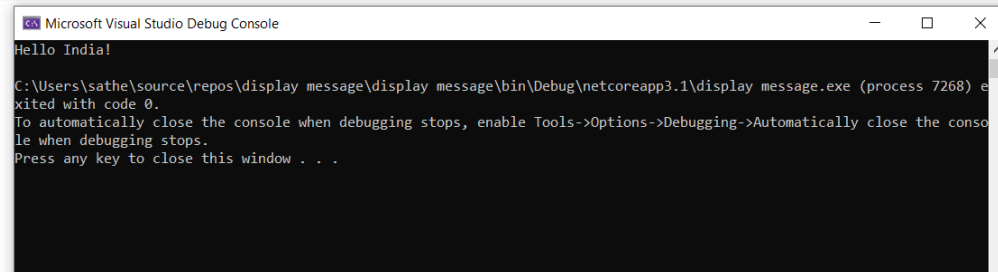 C:\ Microsoft Visual Studio Debug Console
Hello India!
C:\Users\sathe\source\repos\display message\display message\bin\Debug\netcoreapp3.1\display message.exe (process 7268) e
xited with code 0.
To automatically close the console when debugging stops, enable Tools->Options->Debugging->Automatically close the conso
le when debugging stops.
Press any key to close this window . . .